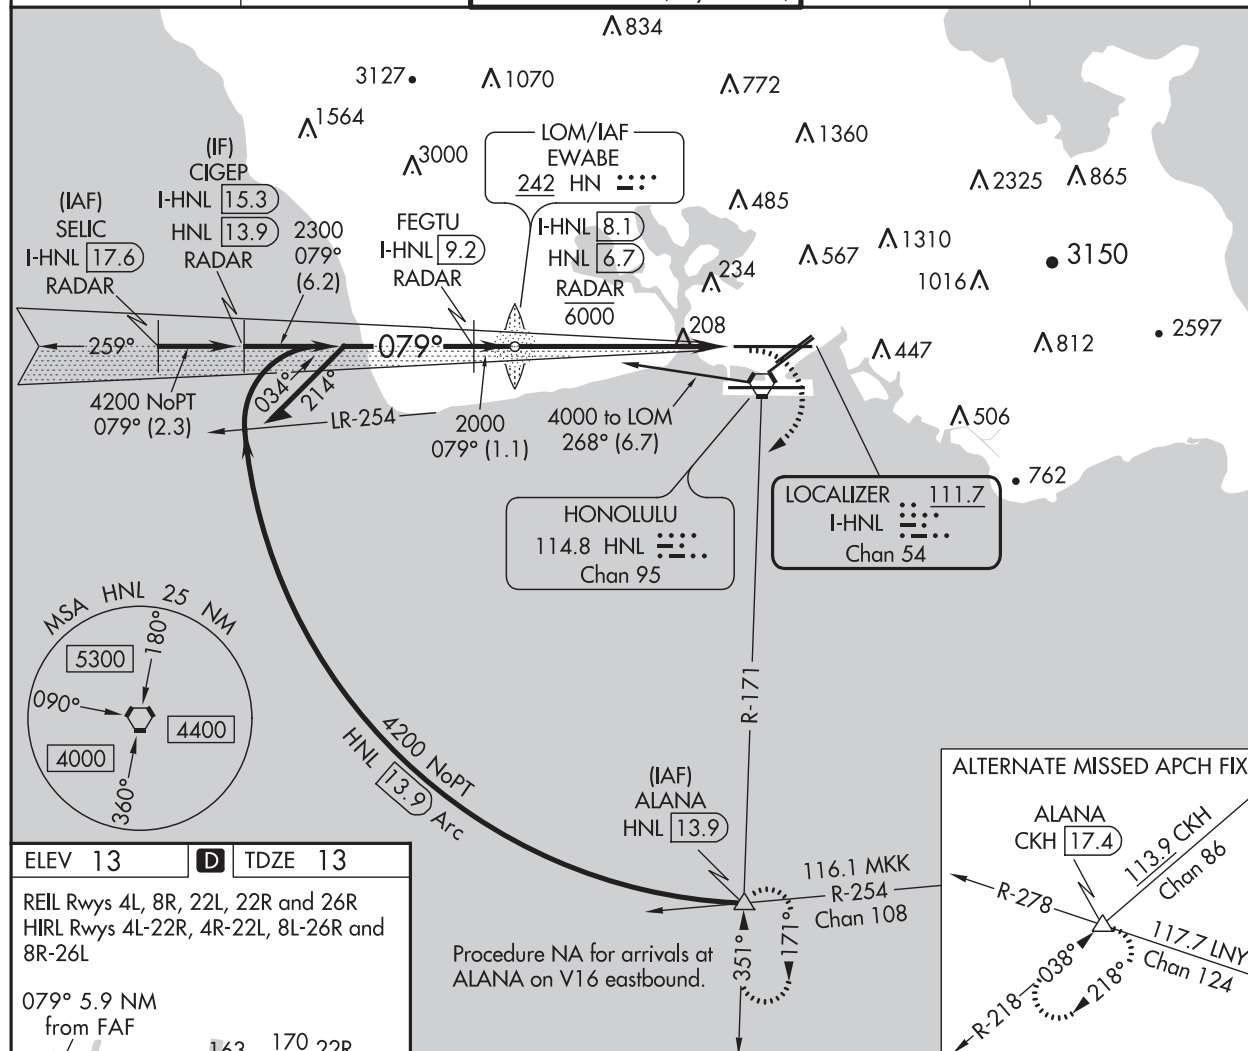 834
3127
1070
772
1564
1360
3000
LOM/IAF
EWABE
242 HN
2325
865
485
(IF)
CIGEP
I-HNL 15.3
HNL 13.9
RADAR
(IAF)
SELIC
I-HNL 17.6
RADAR
2300
079°
(6.2)
FEGTU
I-HNL 9.2
RADAR
I-HNL 8.1
HNL 6.7
RADAR
6000
234
567
1310
1016
3150
2597
208
447
812
259°
079°
034°
214°
4200 NoPT
079° (2.3)
LR-254
2000
079° (1.1)
4000 to LOM
268° (6.7)
506
762
HONOLULU
114.8 HNL
Chan 95
LOCALIZER 111.7
I-HNL
Chan 54
MSA HNL 25 NM
180°
5300
090°
4400
4000
360°
R-171
4200 NoPT
HNL 13.9 Arc
(IAF)
ALANA
HNL 13.9
116.1 MKK
R-254
Chan 108
351°
171°
Procedure NA for arrivals at
ALANA on V16 eastbound.
ALTERNATE MISSED APCH FIX
ALANA
CKH 17.4
113.9 CKH
Chan 86
R-278
117.7 LNY
Chan 124
038°
218°
R-218
ELEV 13 D TDZE 13
REIL Rwys 4L, 8R, 22L, 22R and 26R
HIRL Rwys 4L-22R, 4R-22L, 8L-26R and
8R-26L
079° 5.9 NM
from FAF
163
170 22R